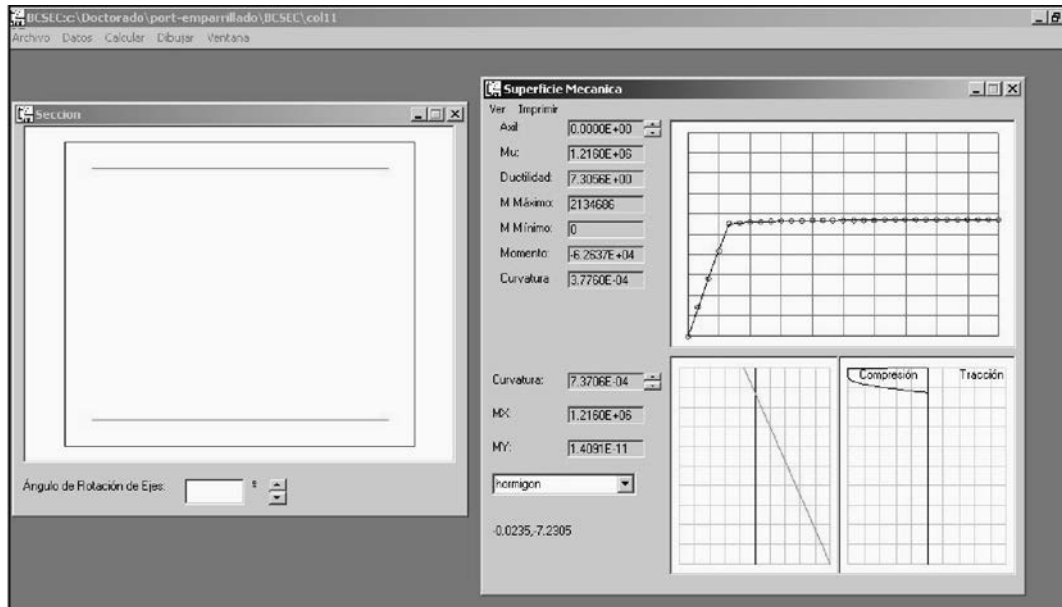 BCSEC:c:\Doctorado\port-emparrillado\BCSEC\col11
Archivo Datos Calcular Dibujar Ventana
Seccion
Ángulo de Rotación de Ejes: °
Superficie Mecanica
Ver Imprimir
Axil 0.0000E+00
Mu: 1.2160E+06
Ductilidad: 7.3056E+00
M Máximo: 2134686
M Mínimo: 0
Momento: -6.2637E+04
Curvatura 3.7760E-04
Curvatura: 7.3706E-04
MX: 1.2160E+06
MY: 1.4091E-11
hormigon
-0.0235,-7.2305
Compresión Tracción